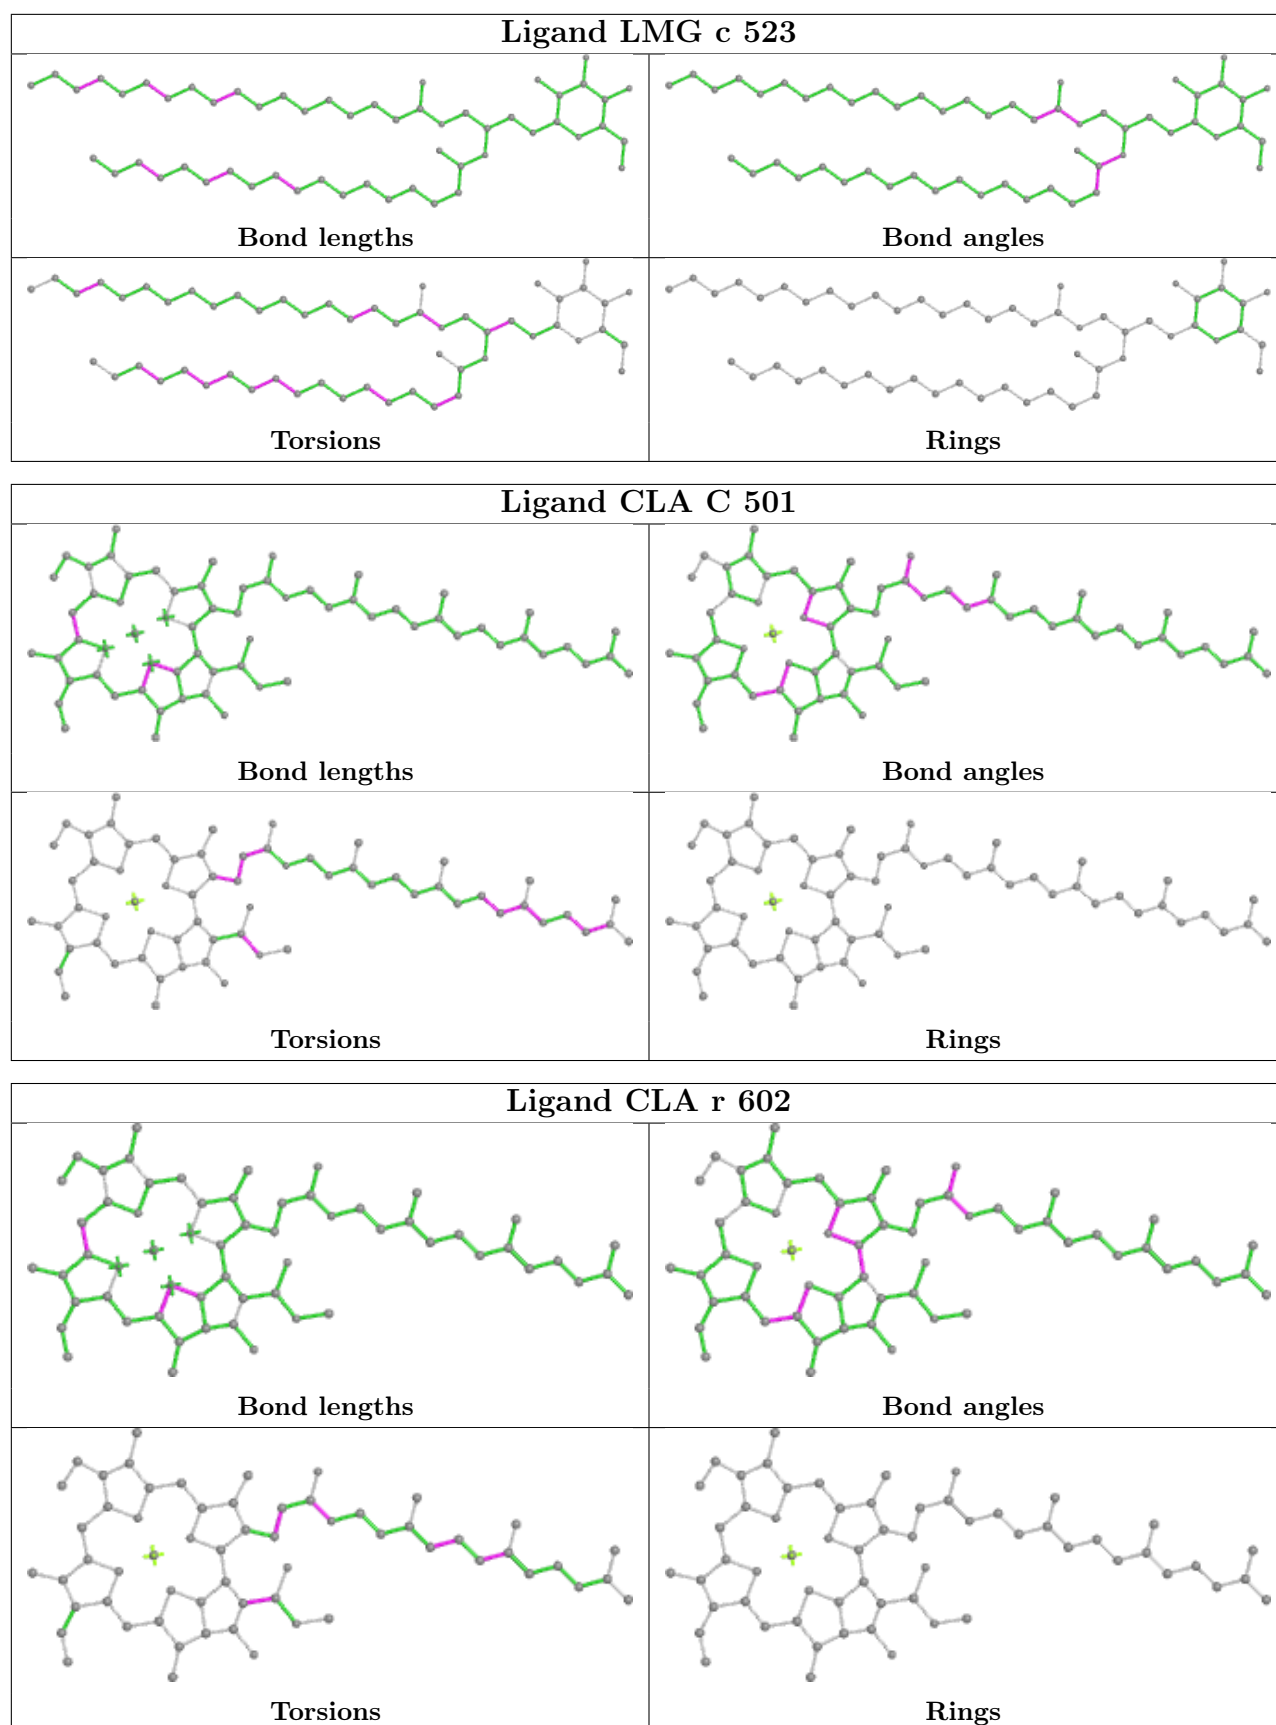 Ligand LMG c 523
Bond lengths
Bond angles
Torsions
Rings
Ligand CLA C 501
Bond lengths
Bond angles
Torsions
Rings
Ligand CLA r 602
Bond lengths
Bond angles
Torsions
Rings